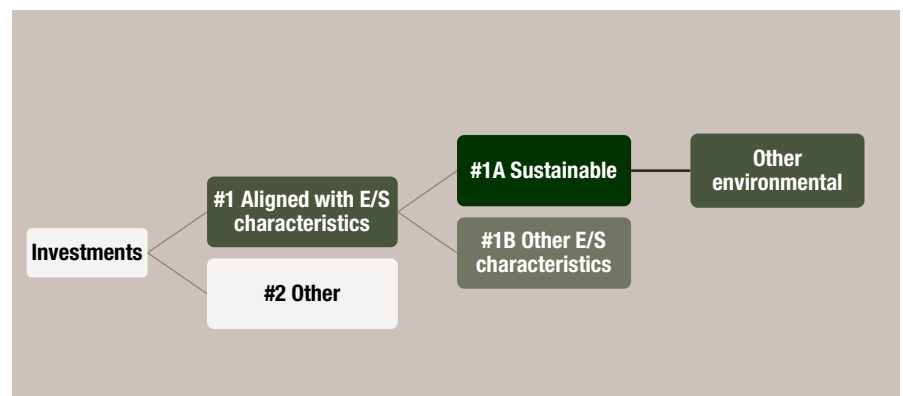 Investments
#1 Aligned with E/S
characteristics
#2 Other
#1A Sustainable
#1B Other E/S
characteristics
Other
environmental